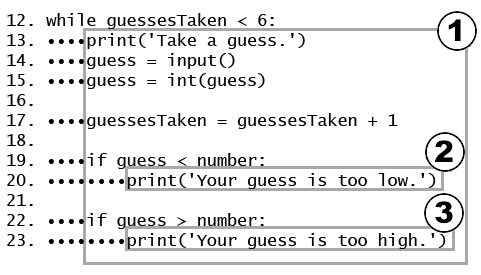 12. while guessesTaken < 6:
13. ••••print('Take a guess.')
14. ••••guess = input()
15. ••••guess = int(guess)
16.
17. ••••guessesTaken = guessesTaken + 1
18.
19. ••••if guess < number:
20. ••••••••print('Your guess is too low.')
21.
22. ••••if guess > number:
23. ••••••••print('Your guess is too high.')
1
2
3